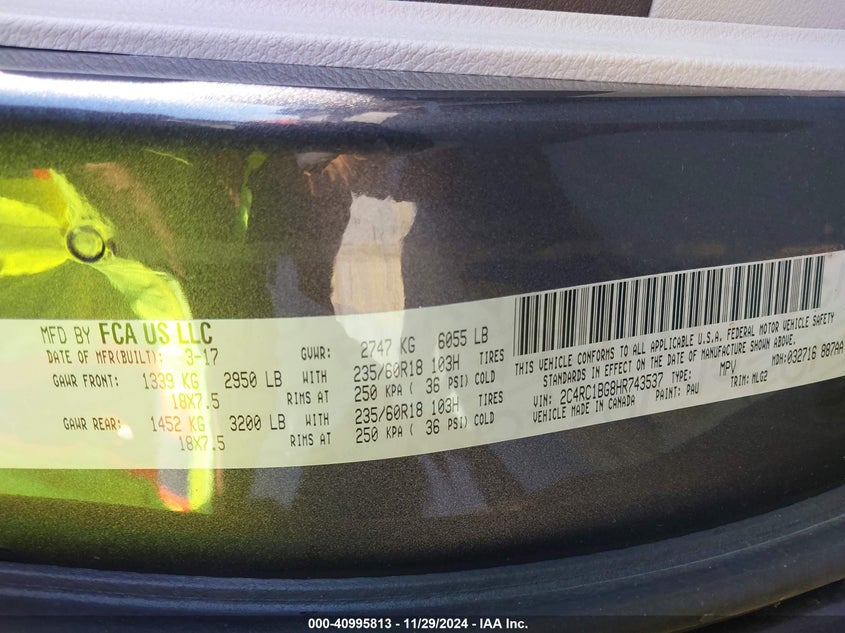 MFD BY FCA US LLC
DATE OF MFR(BUILT): 3-17
GVWR: 2747 KG 6055 LB
GAWR FRONT: 1339 KG 2950 LB WITH 235/60R18 103H TIRES
18X7.5 RIMS AT 250 KPA ( 36 PSI) COLD
GAWR REAR: 1452 KG 3200 LB WITH 235/60R18 103H TIRES
18X7.5 RIMS AT 250 KPA ( 36 PSI) COLD
THIS VEHICLE CONFORMS TO ALL APPLICABLE U.S.A. FEDERAL MOTOR VEHICLE SAFETY
STANDARDS IN EFFECT ON THE DATE OF MANUFACTURE SHOWN ABOVE.
MDH:032716 887AA
VIN: 2C4RC1BG8HR743537 TYPE: MPV
VEHICLE MADE IN CANADA PAINT: PAU TRIM: MLG2
000-40995813 - 11/29/2024 - IAA Inc.